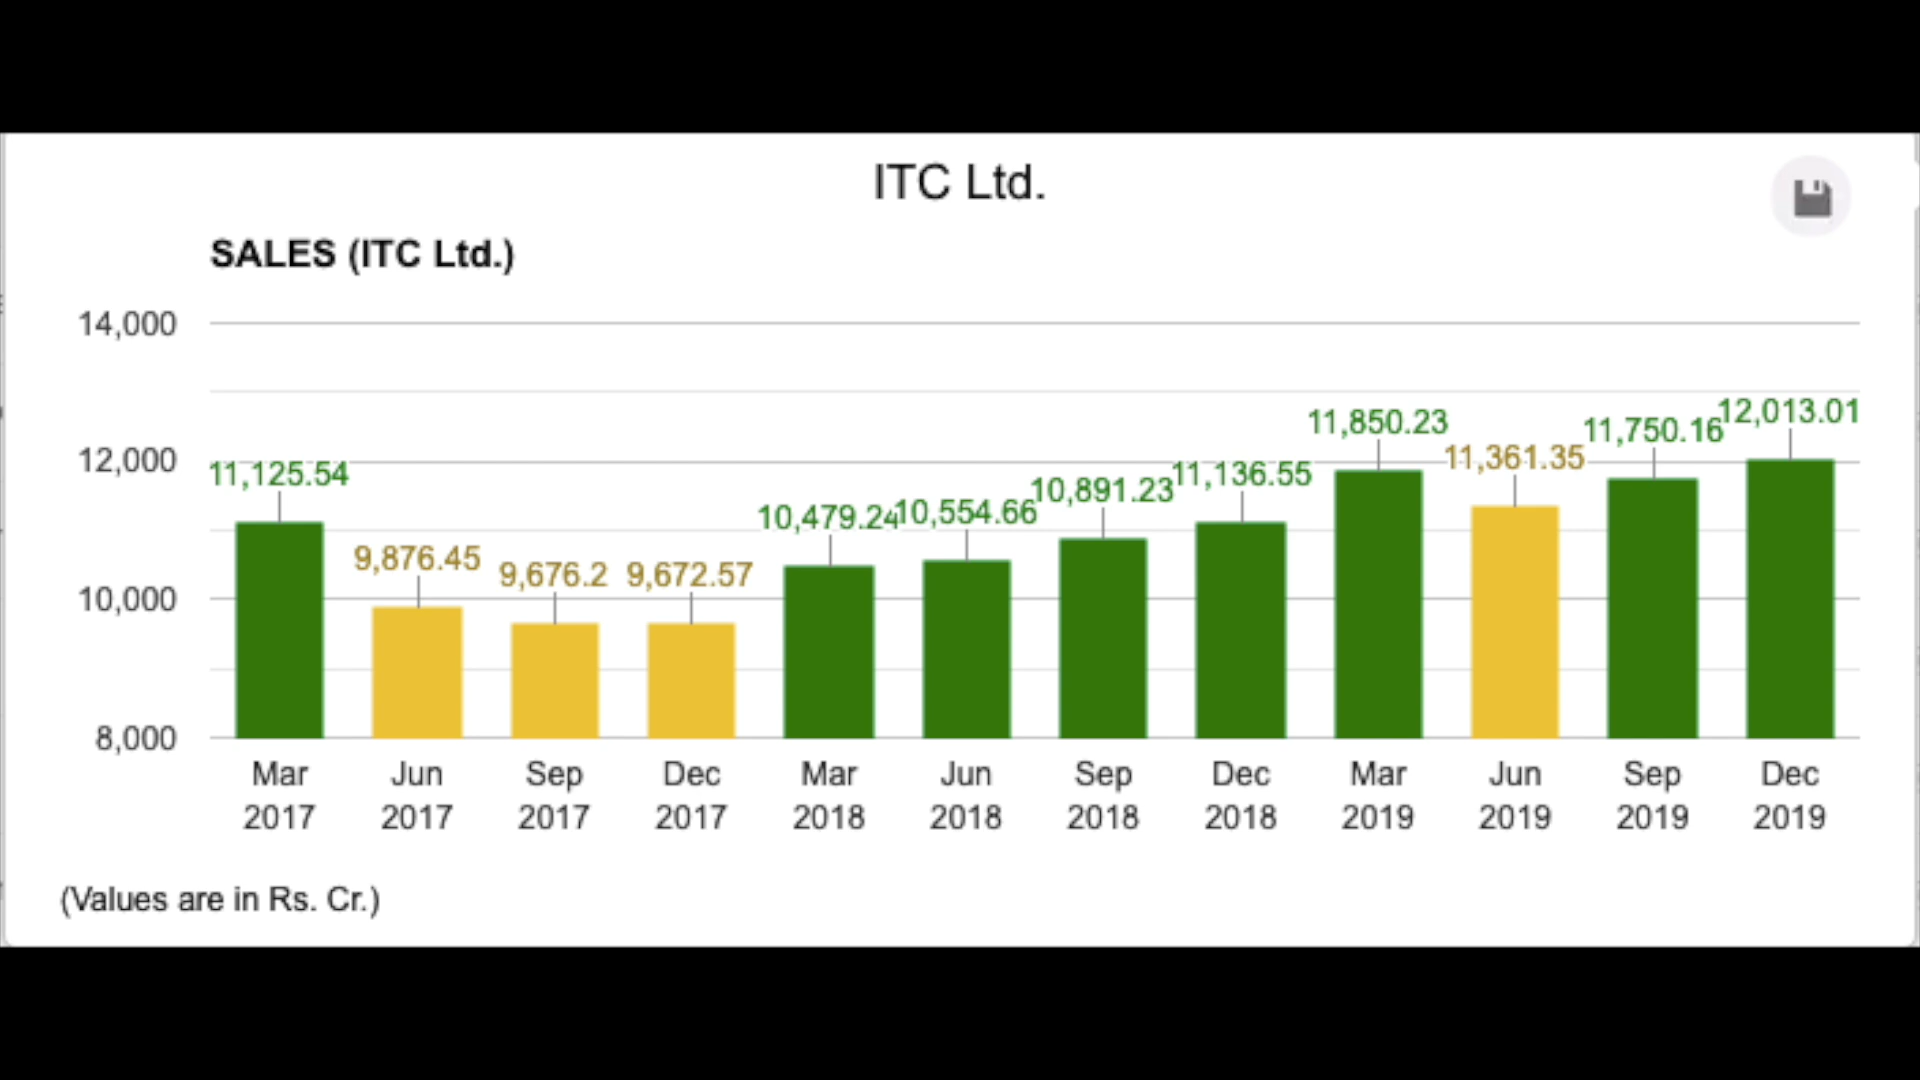 ITC Ltd.
SALES (ITC Ltd.)
14,000
12,000
10,000
8,000
11,125.54
9,876.45
9,676.2
9,672.57
10,479.24
10,554.66
10,891.23
11,136.55
11,850.23
11,361.35
11,750.16
12,013.01
Mar 2017
Jun 2017
Sep 2017
Dec 2017
Mar 2018
Jun 2018
Sep 2018
Dec 2018
Mar 2019
Jun 2019
Sep 2019
Dec 2019
(Values are in Rs. Cr.)